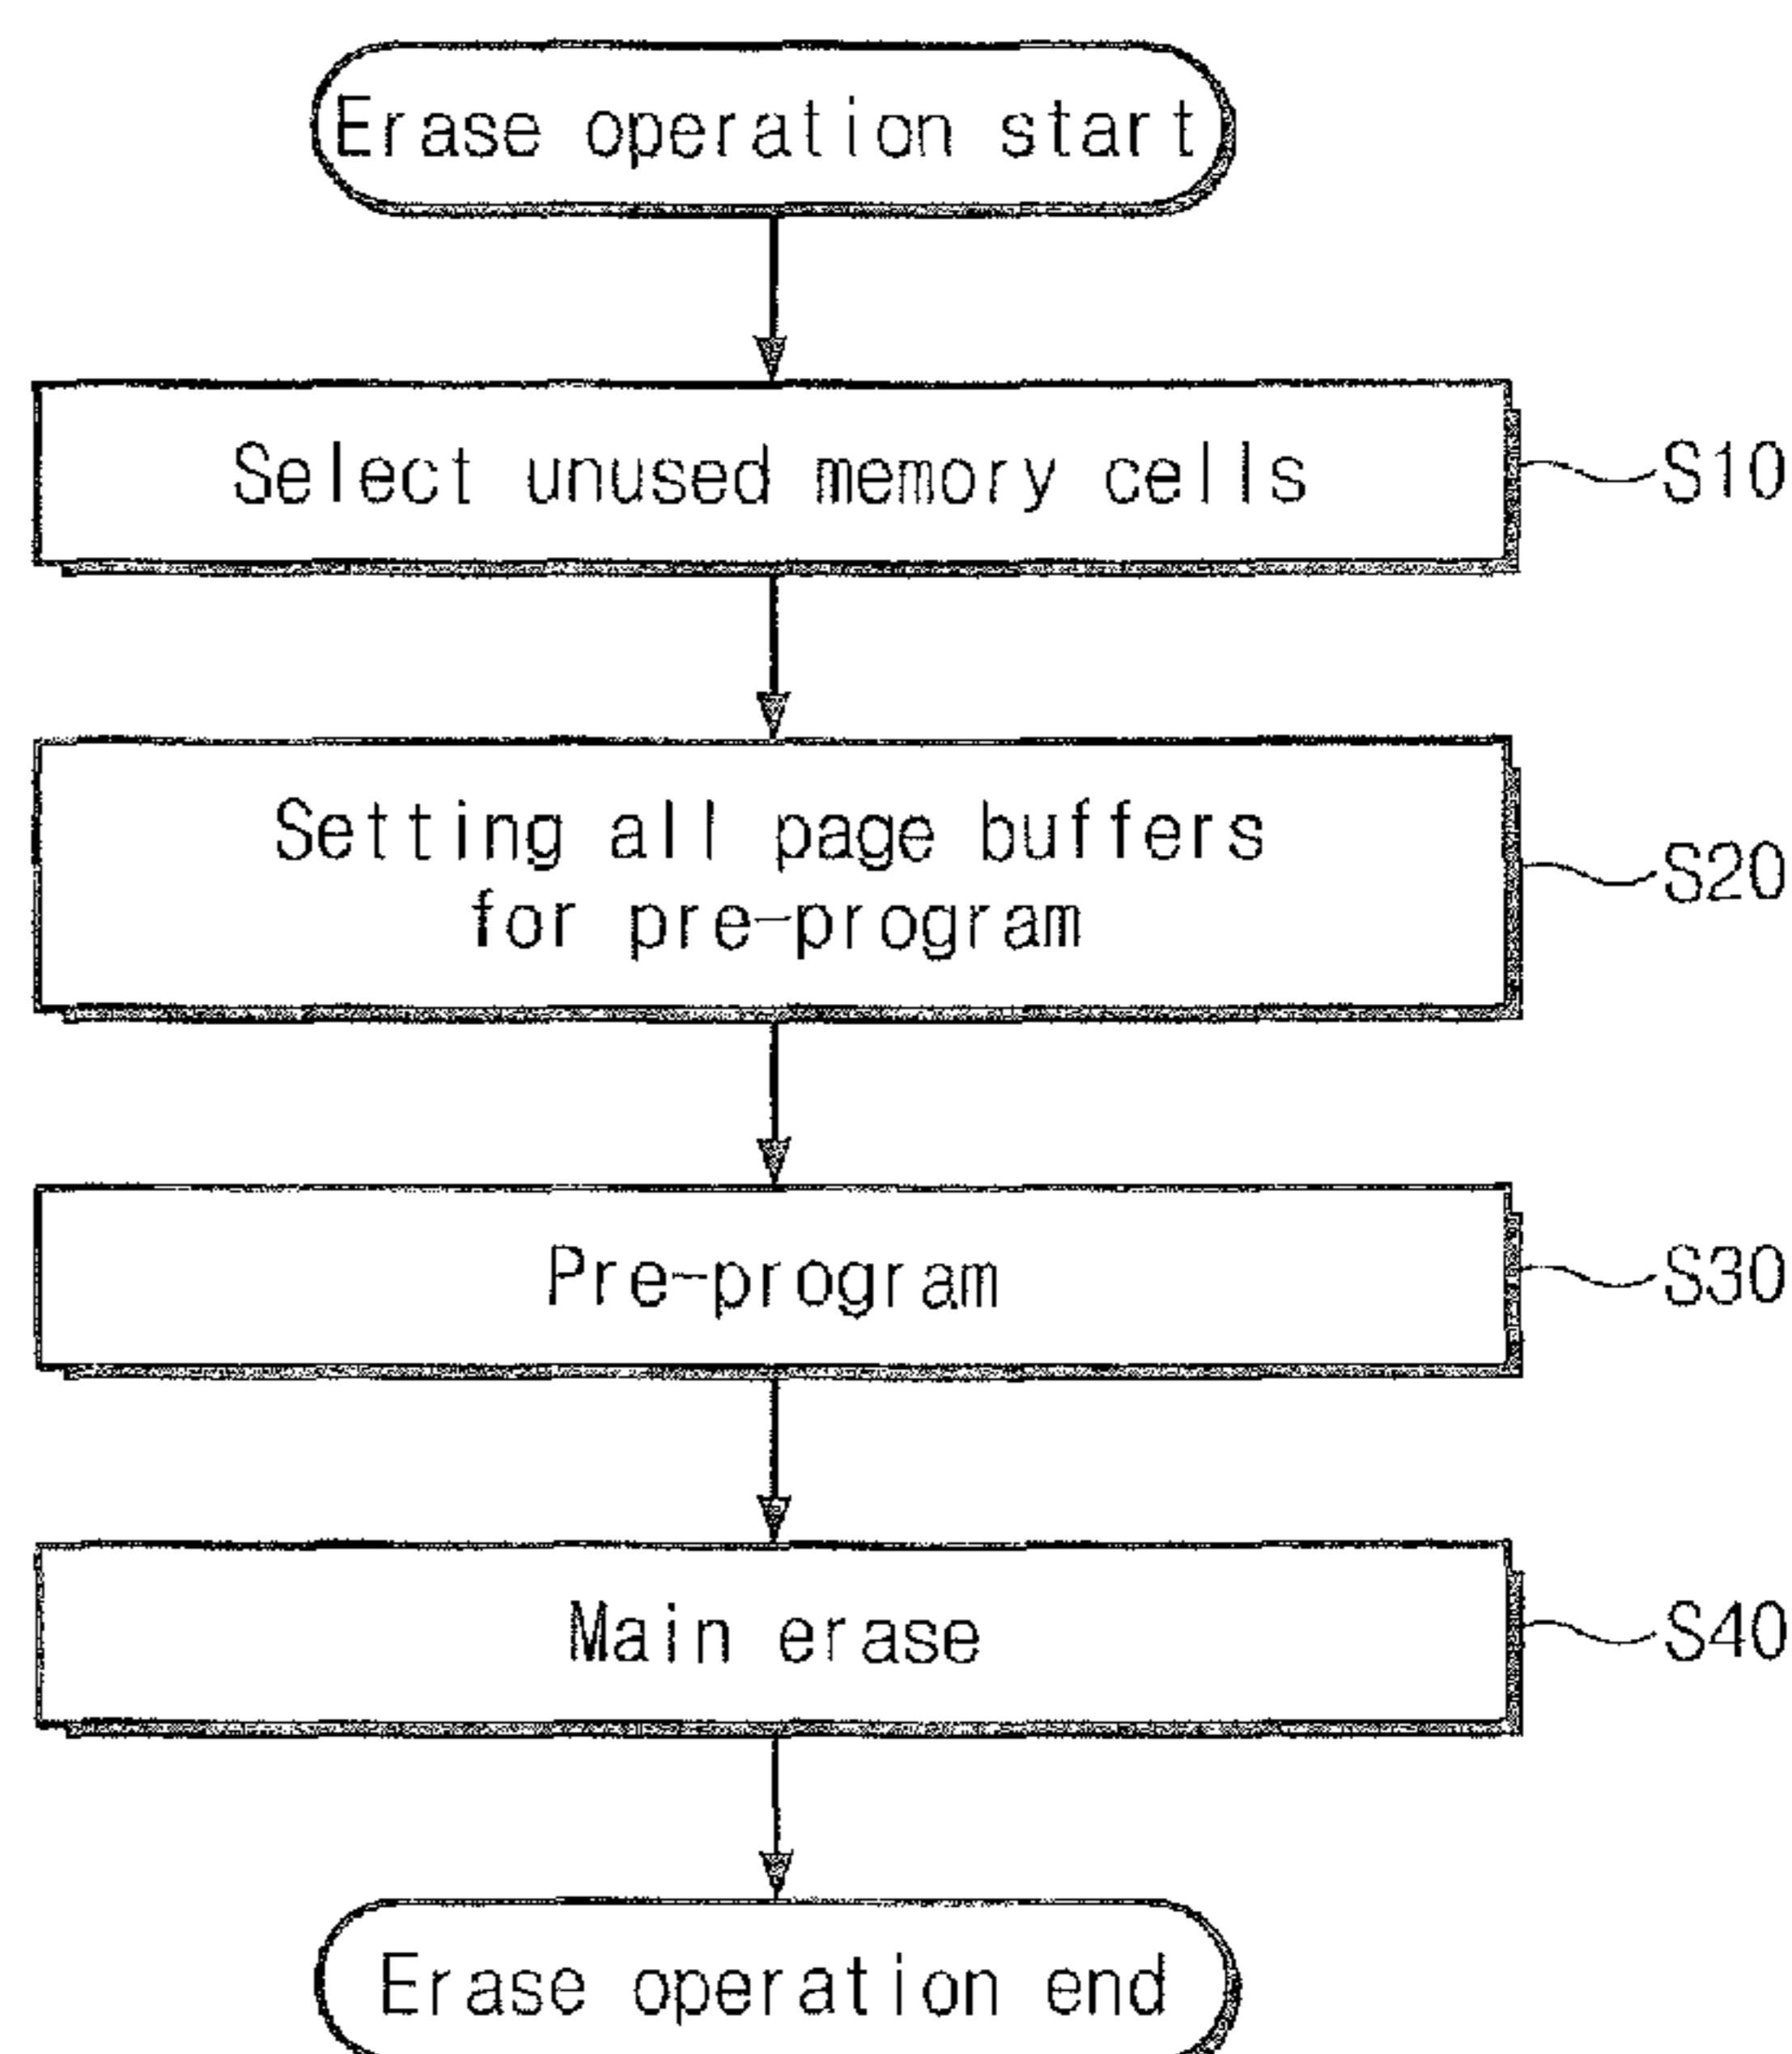 Erase operation start
Select unused memory cells
S10
Setting all page buffers
for pre-program
S20
Pre-program
S30
Main erase
S40
Erase operation end